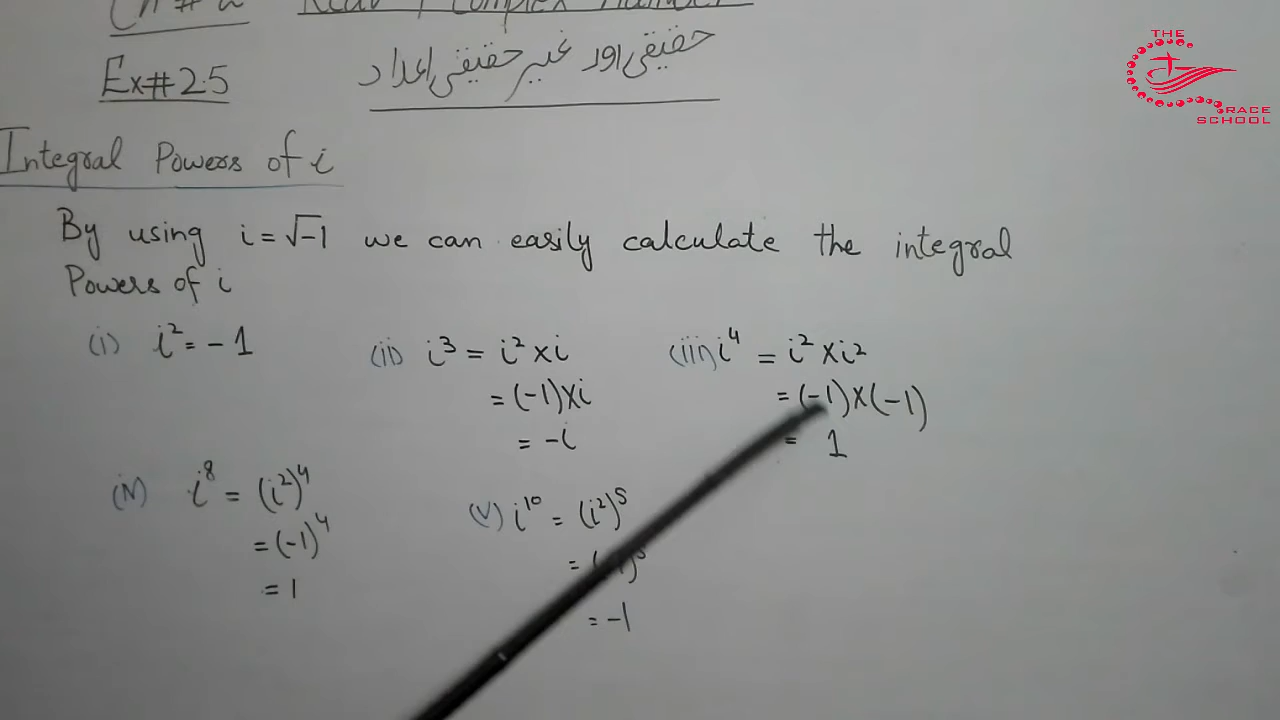 Complex Number
Ex#2.5
حقیقی اور غیر حقیقی اعداد
THE
GRACE
SCHOOL
Integral Powers of i
By using i = √-1 we can easily calculate the integral
Powers of i
(i) i² = -1
(ii) i³ = i² x i
= (-1) x i
= -i
(iii) i⁴ = i² x i²
= (-1) x (-1)
= 1
(iv) i⁸ = (i²)⁴
= (-1)⁴
= 1
(v) i¹⁰ = (i²)⁵
= -1